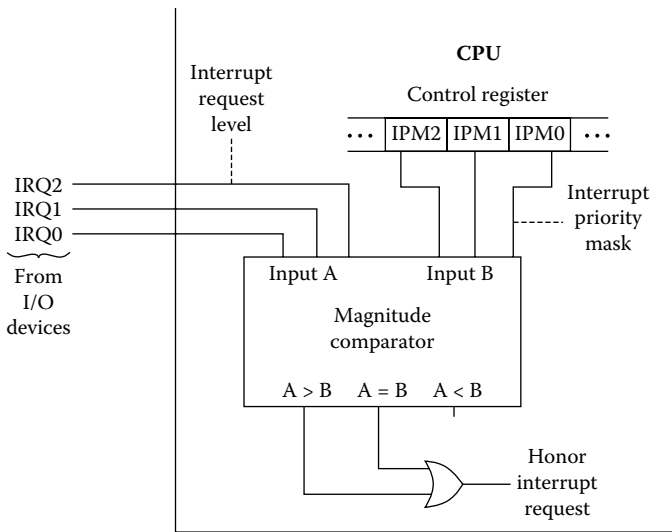 CPU
Control register
... IPM2 IPM1 IPM0 ...
Interrupt
request
level
IRQ2
IRQ1
IRQ0
From
I/O
devices
Interrupt
priority
mask
Input A Input B
Magnitude
comparator
A > B A = B A < B
Honor
interrupt
request